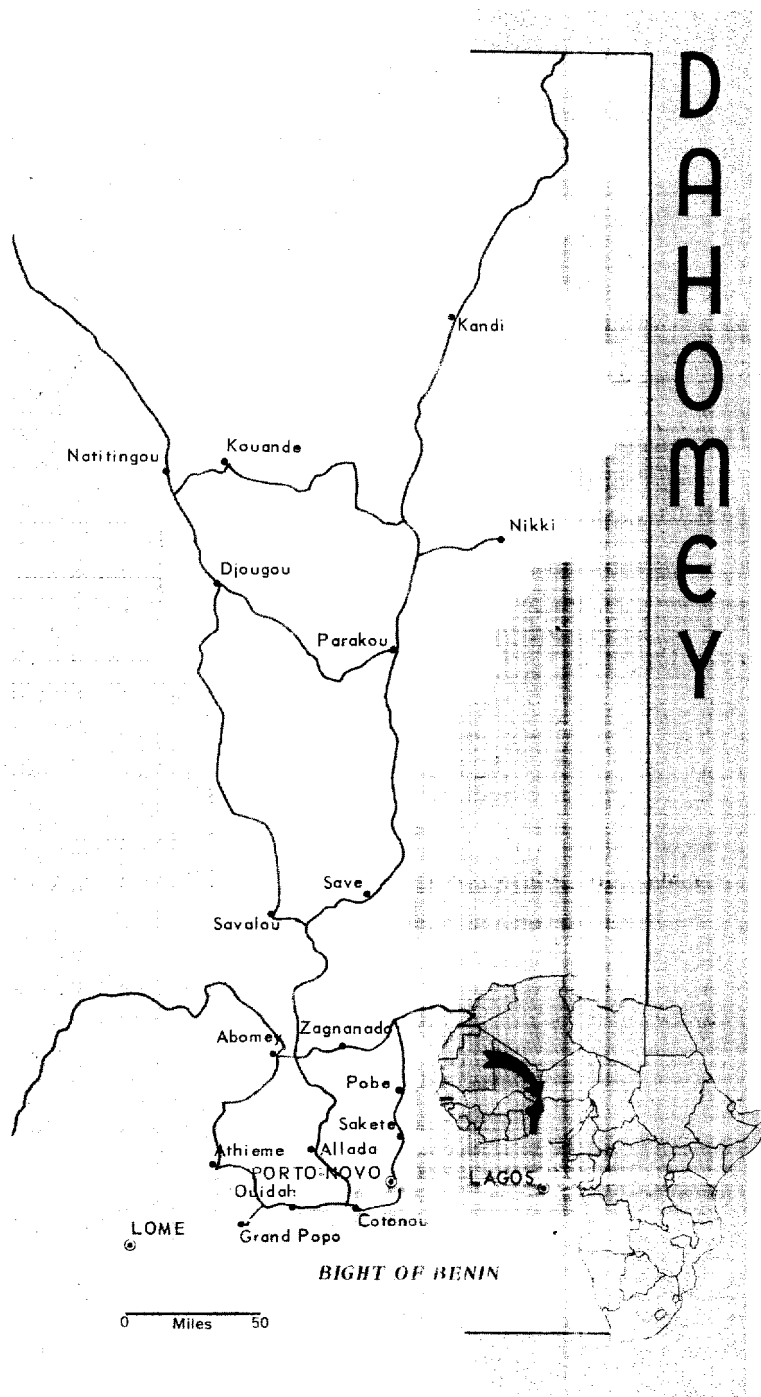 DAHOMEY
Kandi
Natitingou
Kouande
Nikki
Djougou
Parakou
Save
Savalou
Abomey
Zagnanado
Pobe
Sakete
Athieme
Allada
PORTO-NOVO
LAGOS
Ouidah
Cotonou
Grand Popo
LOME
BIGHT OF BENIN
0 Miles 50